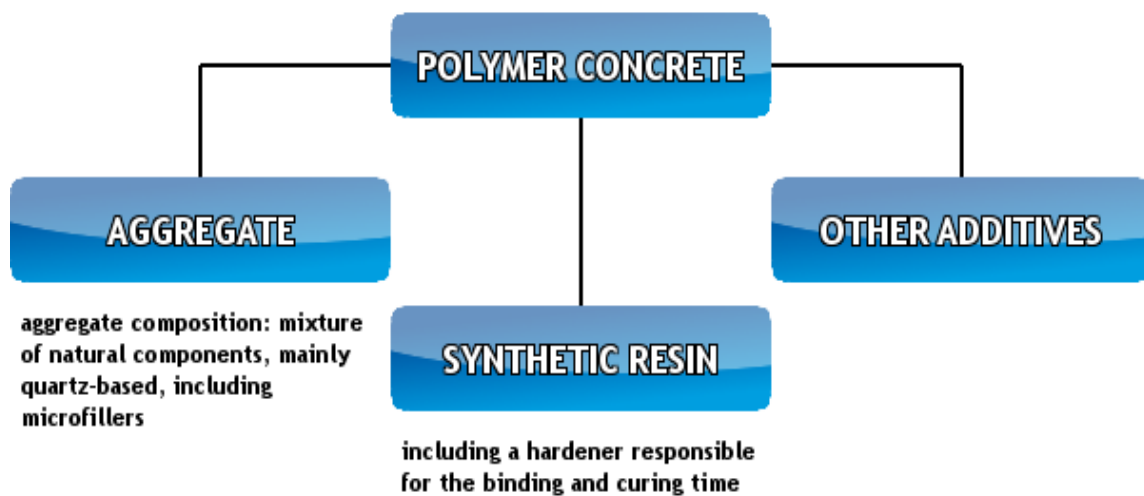 POLYMER CONCRETE
AGGREGATE
OTHER ADDITIVES
aggregate composition: mixture
of natural components, mainly
quartz-based, including
microfillers
SYNTHETIC RESIN
including a hardener responsible
for the binding and curing time